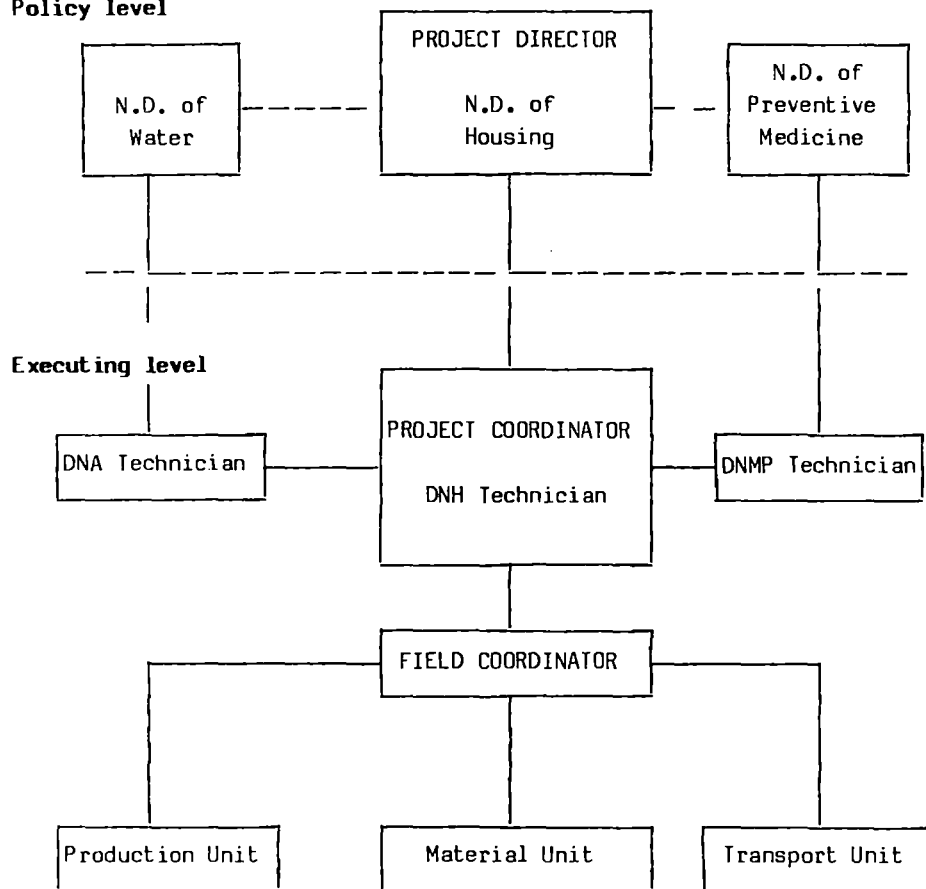 Policy level
PROJECT DIRECTOR
N.D. of
Water
N.D. of
Housing
N.D. of
Preventive
Medicine
Executing level
DNA Technician
PROJECT COORDINATOR
DNH Technician
DNMP Technician
FIELD COORDINATOR
Production Unit
Material Unit
Transport Unit